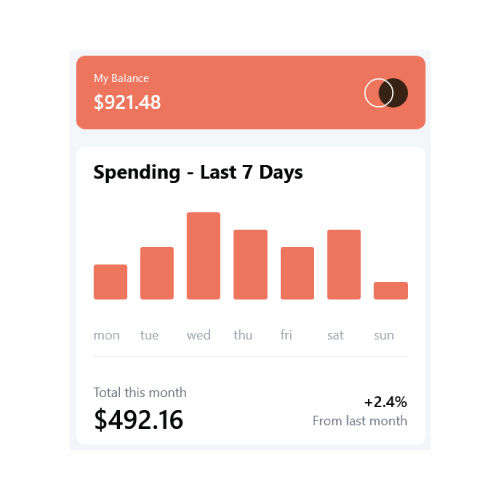 My Balance
$921.48
Spending - Last 7 Days
mon tue wed thu fri sat sun
Total this month
$492.16
+2.4%
From last month